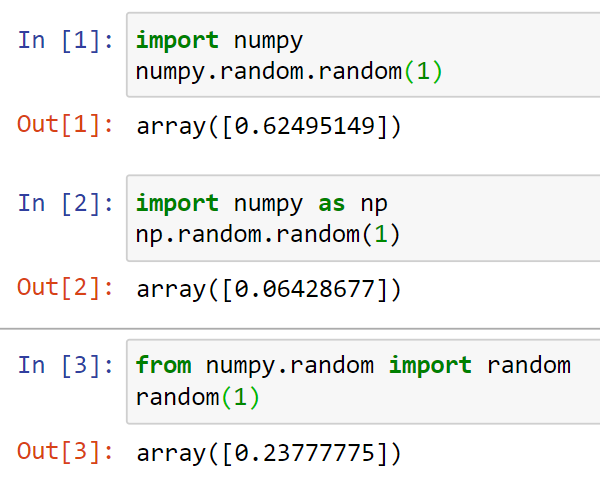 In [1]: import numpy
numpy.random.random(1)
Out[1]: array([0.62495149])
In [2]: import numpy as np
np.random.random(1)
Out[2]: array([0.06428677])
In [3]: from numpy.random import random
random(1)
Out[3]: array([0.23777775])